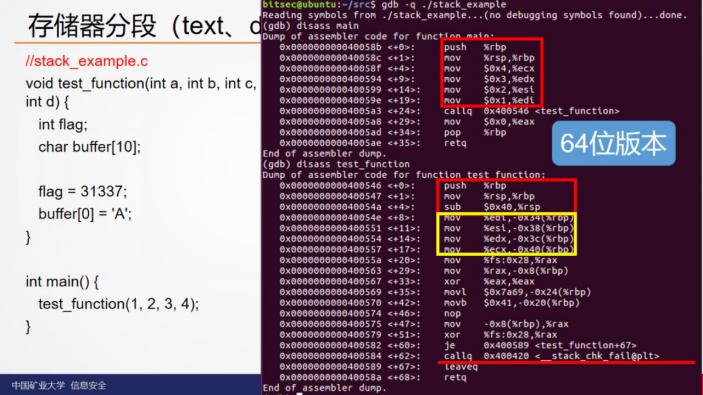 存储器分段（text、d
//stack_example.c
void test_function(int a, int b, int c,
int d) {
int flag;
char buffer[10];
flag = 31337;
buffer[0] = 'A';
}
int main() {
test_function(1, 2, 3, 4);
}
中国矿业大学 信息安全
bitsec@ubuntu:~/src$ gdb -q ./stack_example
Reading symbols from ./stack_example...(no debugging symbols found)...done.
(gdb) disass main
Dump of assembler code for function main:
0x000000000040058b <+0>: push %rbp
0x000000000040058c <+1>: mov %rsp,%rbp
0x000000000040058f <+4>: mov $0x4,%ecx
0x0000000000400594 <+9>: mov $0x3,%edx
0x0000000000400599 <+14>: mov $0x2,%esi
0x000000000040059e <+19>: mov $0x1,%edi
0x00000000004005a3 <+24>: callq 0x400546 <test_function>
0x00000000004005a8 <+29>: mov $0x0,%eax
0x00000000004005ad <+34>: pop %rbp
0x00000000004005ae <+35>: retq
End of assembler dump.
64位版本
(gdb) disass test_function
Dump of assembler code for function test_function:
0x0000000000400546 <+0>: push %rbp
0x0000000000400547 <+1>: mov %rsp,%rbp
0x000000000040054a <+4>: sub $0x40,%rsp
0x000000000040054e <+8>: mov %edi,-0x34(%rbp)
0x0000000000400551 <+11>: mov %esi,-0x38(%rbp)
0x0000000000400554 <+14>: mov %edx,-0x3c(%rbp)
0x0000000000400557 <+17>: mov %ecx,-0x40(%rbp)
0x000000000040055a <+20>: mov %fs:0x28,%rax
0x0000000000400563 <+29>: mov %rax,-0x8(%rbp)
0x0000000000400567 <+33>: xor %eax,%eax
0x0000000000400569 <+35>: movl $0x7a69,-0x24(%rbp)
0x0000000000400570 <+42>: movb $0x41,-0x20(%rbp)
0x0000000000400574 <+46>: nop
0x0000000000400575 <+47>: mov -0x8(%rbp),%rax
0x0000000000400579 <+51>: xor %fs:0x28,%rax
0x0000000000400582 <+60>: je 0x400589 <test_function+67>
0x0000000000400584 <+62>: callq 0x400420 <__stack_chk_fail@plt>
0x0000000000400589 <+67>: leaveq
0x000000000040058a <+68>: retq
End of assembler dump.